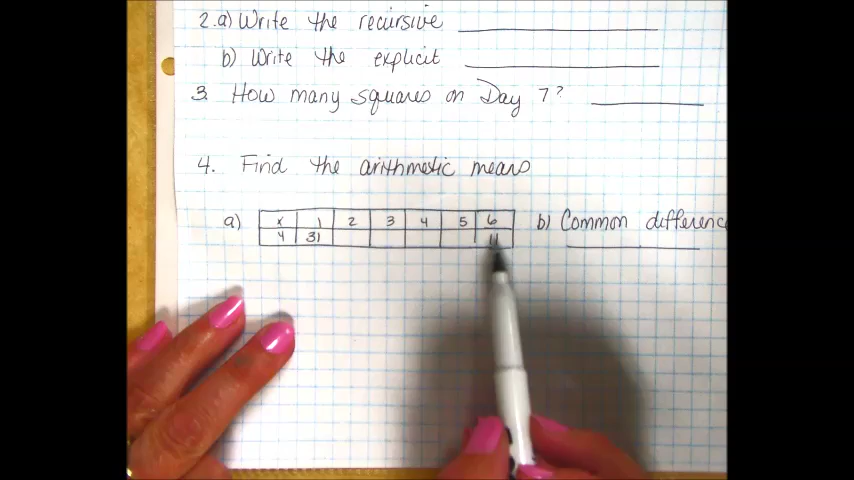 2.a) Write the recursive
b) Write the explicit
3. How many squares on Day 7?
4. Find the arithmetic means
a) x 1 2 3 4 5 6 b) Common difference
y 31 11